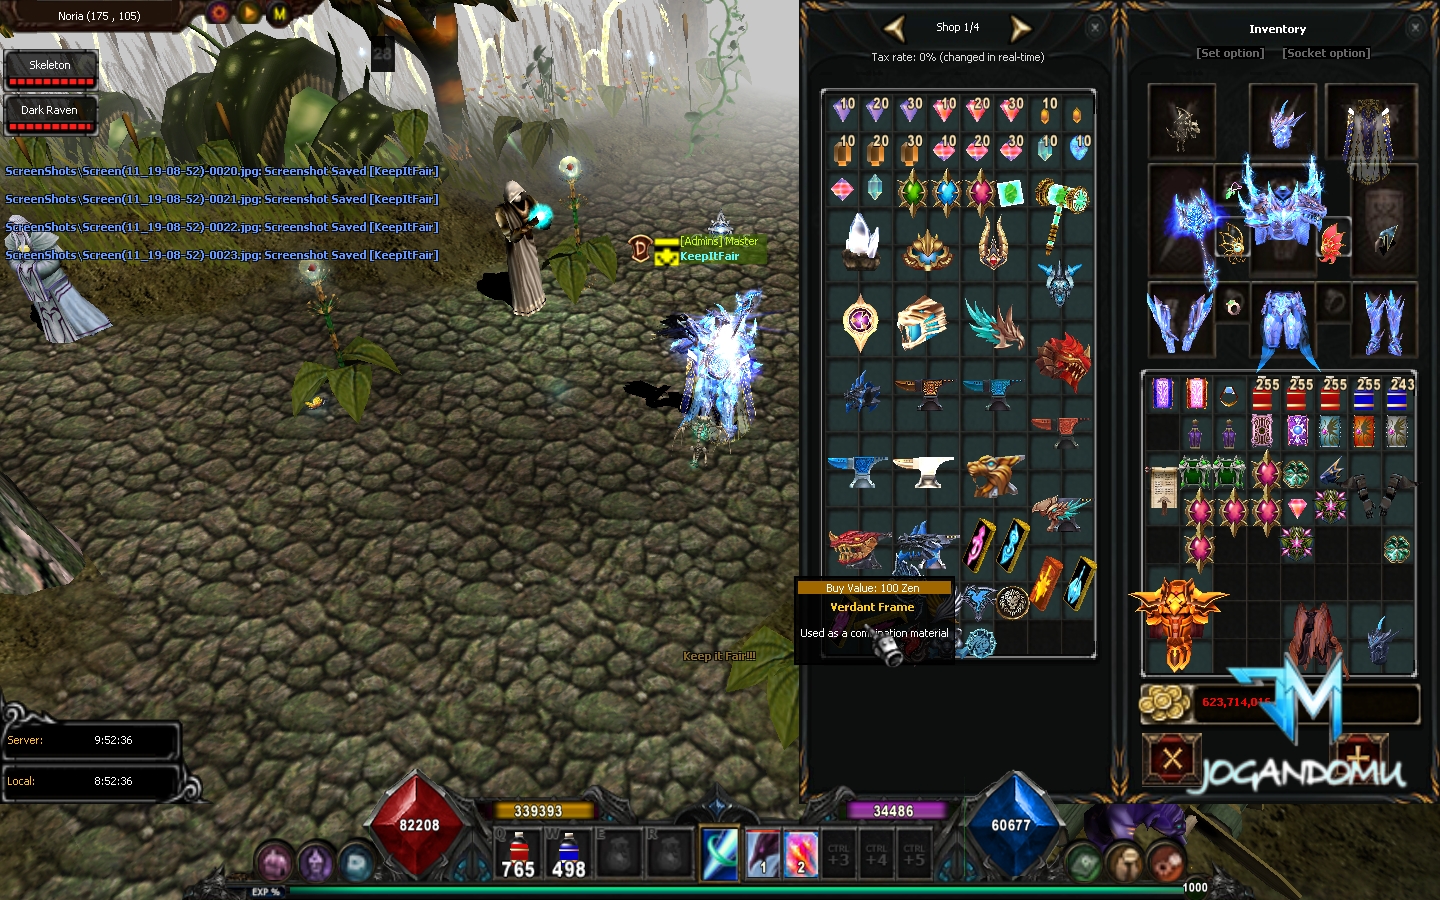 Noria (175 , 105)
M
28
Skeleton
Dark Raven
ScreenShots\Screen(11_19-08-52)-0020.jpg: Screenshot Saved [KeepItFair]
ScreenShots\Screen(11_19-08-52)-0021.jpg: Screenshot Saved [KeepItFair]
ScreenShots\Screen(11_19-08-52)-0022.jpg: Screenshot Saved [KeepItFair]
ScreenShots\Screen(11_19-08-52)-0023.jpg: Screenshot Saved [KeepItFair]
D
[Admins] Master
KeepItFair
Keep it Fair!!!
Server: 9:52:36
Local: 8:52:36
Shop 1/4
Tax rate: 0% (changed in real-time)
10 20 30 10 20 30 10
10 20 30 10 20 30 10 10
Buy Value: 100 Zen
Verdant Frame
Used as a combination material
Inventory
[Set option] [Socket option]
255 255 255 255 243
JM
JOGANDOMU
82208
339393
Q W E R
765 498
1 2
CTRL +3 CTRL +4 CTRL +5
34486
60677
EXP %
1000